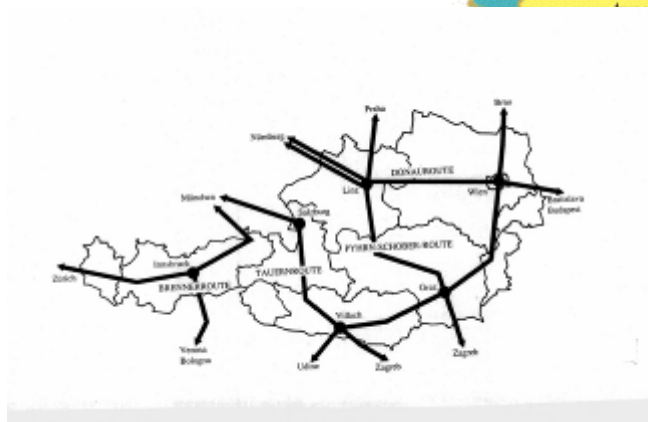 Praha
Brno
Nürnberg
DONAUROUTE
Linz
Wien
Bratislava
Budapest
München
Salzburg
PYHRN-SCHOBER-ROUTE
Innsbruck
TAUERNROUTE
Zürich
BRENNERROUTE
Graz
Villach
Verona
Bologna
Udine
Zagreb
Zagreb